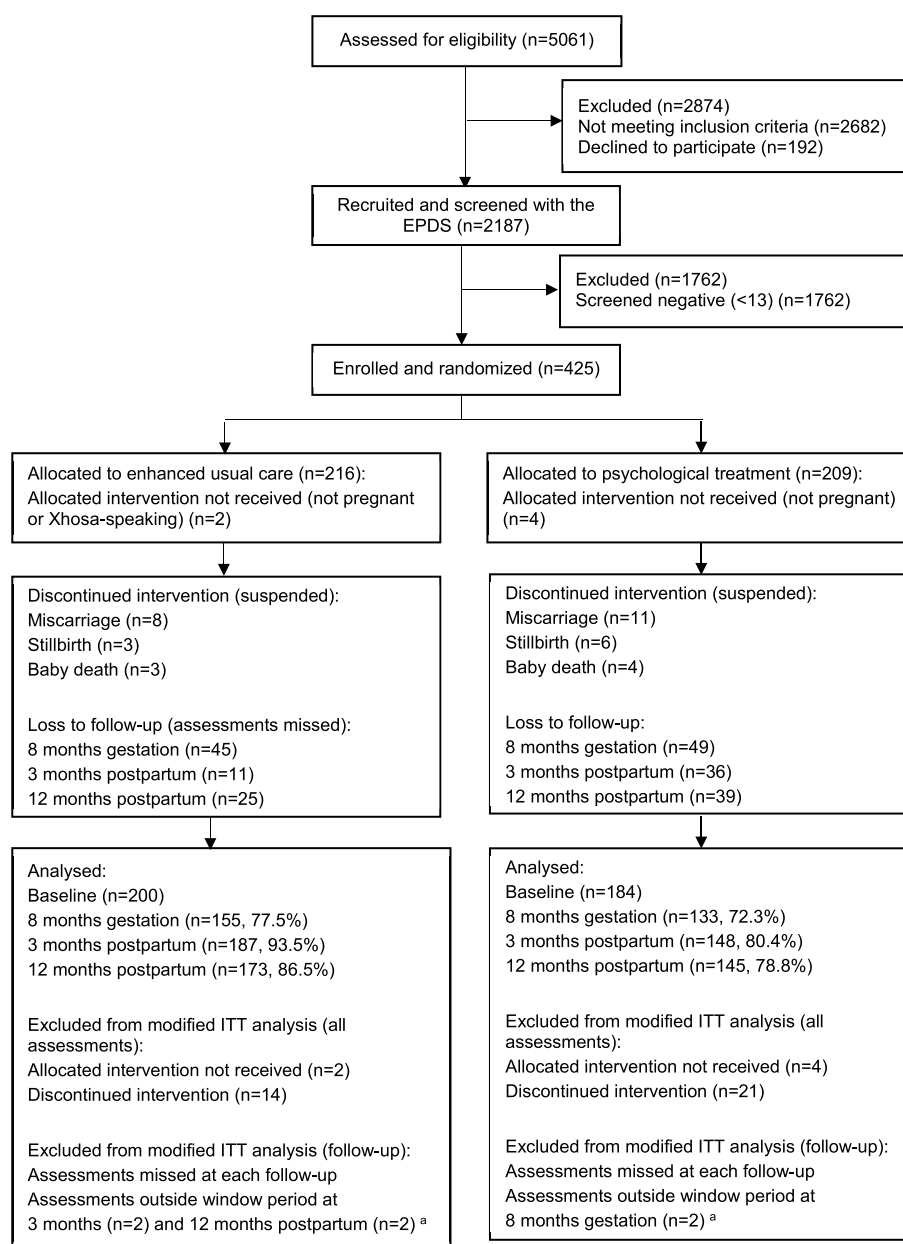 Assessed for eligibility (n=5061)
Excluded (n=2874)
Not meeting inclusion criteria (n=2682)
Declined to participate (n=192)
Recruited and screened with the
EPDS (n=2187)
Excluded (n=1762)
Screened negative (<13) (n=1762)
Enrolled and randomized (n=425)
Allocated to enhanced usual care (n=216):
Allocated intervention not received (not pregnant
or Xhosa-speaking) (n=2)
Allocated to psychological treatment (n=209):
Allocated intervention not received (not pregnant)
(n=4)
Discontinued intervention (suspended):
Miscarriage (n=8)
Stillbirth (n=3)
Baby death (n=3)
Loss to follow-up (assessments missed):
8 months gestation (n=45)
3 months postpartum (n=11)
12 months postpartum (n=25)
Discontinued intervention (suspended):
Miscarriage (n=11)
Stillbirth (n=6)
Baby death (n=4)
Loss to follow-up:
8 months gestation (n=49)
3 months postpartum (n=36)
12 months postpartum (n=39)
Analysed:
Baseline (n=200)
8 months gestation (n=155, 77.5%)
3 months postpartum (n=187, 93.5%)
12 months postpartum (n=173, 86.5%)
Excluded from modified ITT analysis (all
assessments):
Allocated intervention not received (n=2)
Discontinued intervention (n=14)
Excluded from modified ITT analysis (follow-up):
Assessments missed at each follow-up
Assessments outside window period at
3 months (n=2) and 12 months postpartum (n=2) ª
Analysed:
Baseline (n=184)
8 months gestation (n=133, 72.3%)
3 months postpartum (n=148, 80.4%)
12 months postpartum (n=145, 78.8%)
Excluded from modified ITT analysis (all
assessments):
Allocated intervention not received (n=4)
Discontinued intervention (n=21)
Excluded from modified ITT analysis (follow-up):
Assessments missed at each follow-up
Assessments outside window period at
8 months gestation (n=2) ª